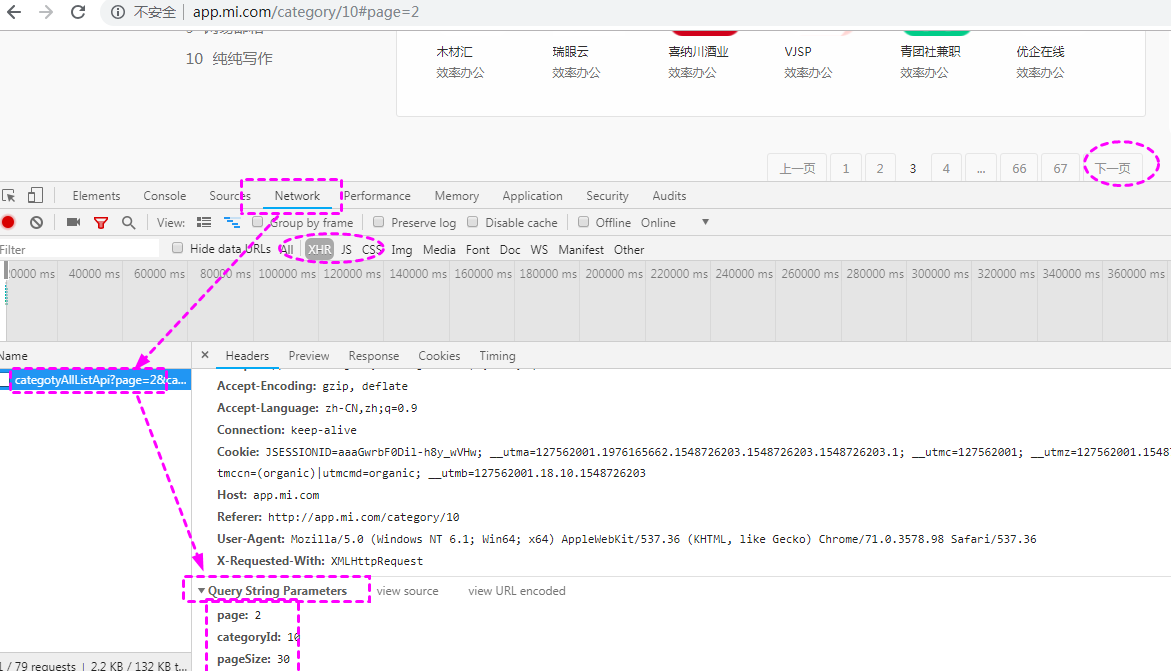 不安全 | app.mi.com/category/10#page=2
10 纯纯写作
木材汇 瑞眼云 喜纳川酒业 VJSP 青团社兼职 优企在线
效率办公 效率办公 效率办公 效率办公 效率办公 效率办公
上一页 1 2 3 4 ... 66 67 下一页
Elements Console Sources Network Performance Memory Application Security Audits
View: Group by frame Preserve log Disable cache Offline Online
Filter Hide data URLs All XHR JS CSS Img Media Font Doc WS Manifest Other
0000 ms 40000 ms 60000 ms 80000 ms 100000 ms 120000 ms 140000 ms 160000 ms 180000 ms 200000 ms 220000 ms 240000 ms 260000 ms 280000 ms 300000 ms 320000 ms 340000 ms 360000 ms
Name × Headers Preview Response Cookies Timing
categotyAllListApi?page=2&ca...
Accept-Encoding: gzip, deflate
Accept-Language: zh-CN,zh;q=0.9
Connection: keep-alive
Cookie: JSESSIONID=aaaGwrbF0Dil-h8y_wVHw; __utma=127562001.1976165662.1548726203.1548726203.1548726203.1; __utmc=127562001; __utmz=127562001.1548
tmccn=(organic)|utmcmd=organic; __utmb=127562001.18.10.1548726203
Host: app.mi.com
Referer: http://app.mi.com/category/10
User-Agent: Mozilla/5.0 (Windows NT 6.1; Win64; x64) AppleWebKit/537.36 (KHTML, like Gecko) Chrome/71.0.3578.98 Safari/537.36
X-Requested-With: XMLHttpRequest
Query String Parameters view source view URL encoded
page: 2
categoryId: 10
pageSize: 30
1 / 79 requests | 2.2 KB / 132 KB t...